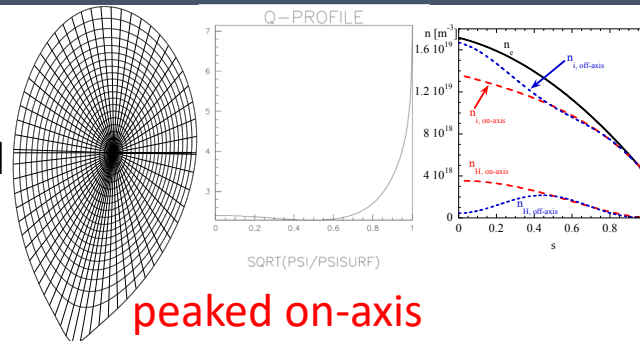 Q-PROFILE
7
6
5
4
3
0
0.2
0.4
0.6
0.8
1
SQRT(PSI/PSISURF)
n [m-3
1.6 10^19
1.2 10^19
8 10^18
4 10^18
0
n_e
n_i, off-axis
n_i, on-axis
n_H, on-axis
n_H, off-axis
0
0.2
0.4
0.6
0.8
s
peaked on-axis